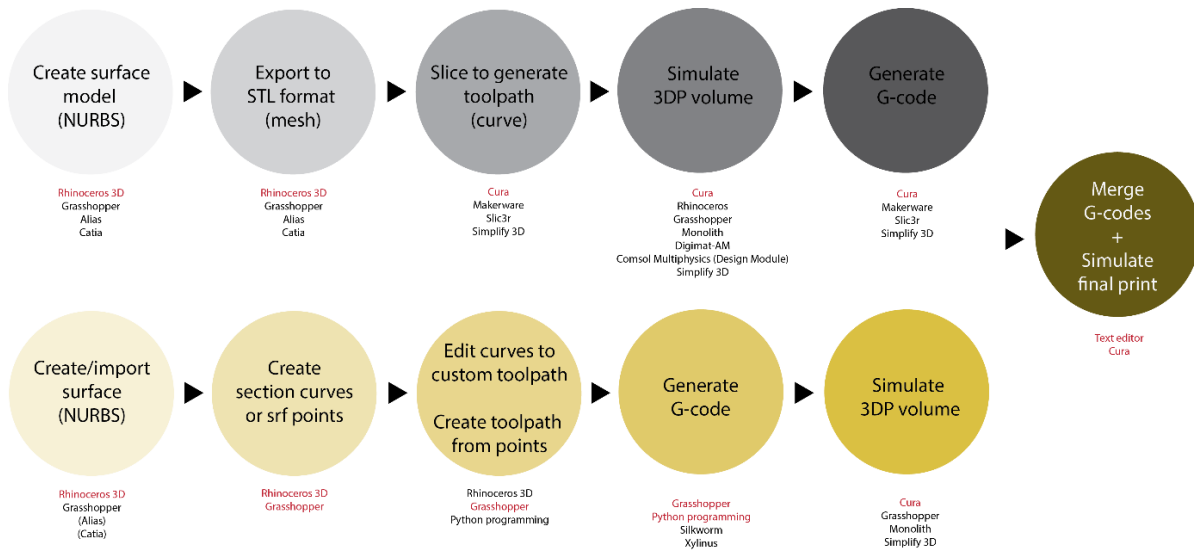 Create surface
model
(NURBS)
Rhinoceros 3D
Grasshopper
Alias
Catia
Export to
STL format
(mesh)
Rhinoceros 3D
Grasshopper
Alias
Catia
Slice to generate
toolpath
(curve)
Cura
Makerware
Slic3r
Simplify 3D
Simulate
3DP volume
Cura
Rhinoceros
Grasshopper
Monolith
Digimat-AM
Comsol Multiphysics (Design Module)
Simplify 3D
Generate
G-code
Cura
Makerware
Slic3r
Simplify 3D
Create/import
surface
(NURBS)
Rhinoceros 3D
Grasshopper
(Alias)
(Catia)
Create
section curves
or srf points
Rhinoceros 3D
Grasshopper
Edit curves to
custom toolpath
Create toolpath
from points
Rhinoceros 3D
Grasshopper
Python programming
Generate
G-code
Grasshopper
Python programming
Silkworm
Xylinus
Simulate
3DP volume
Cura
Grasshopper
Monolith
Simplify 3D
Merge
G-codes
+
Simulate
final print
Text editor
Cura